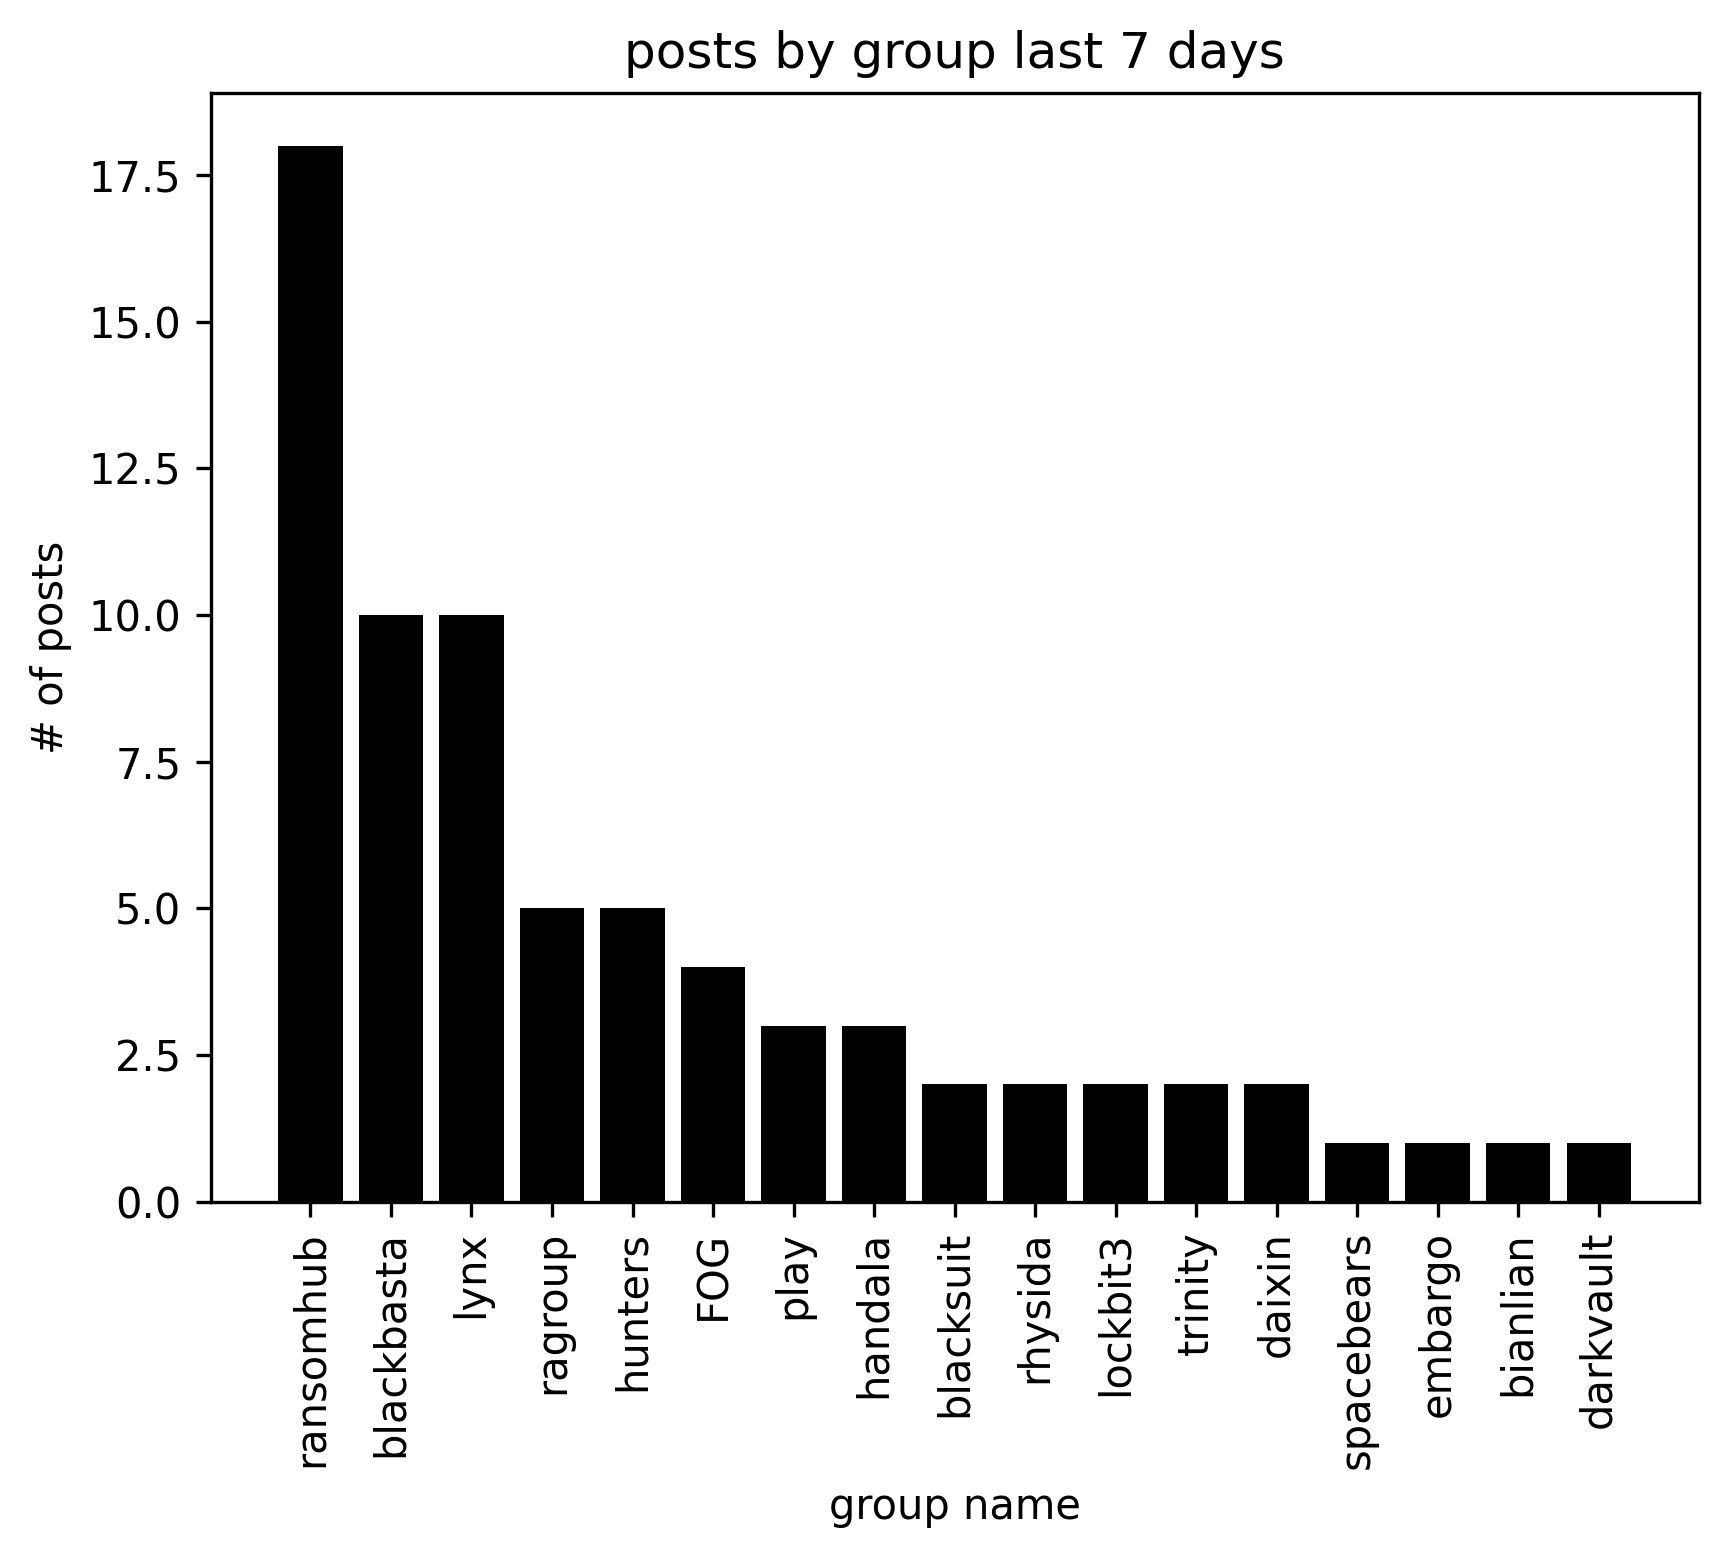 posts by group last 7 days
17.5
15.0
12.5
10.0
7.5
5.0
2.5
0.0
# of posts
ransomhub
blackbasta
lynx
ragroup
hunters
FOG
play
handala
blacksuit
rhysida
lockbit3
trinity
daixin
spacebears
embargo
bianlian
darkvault
group name